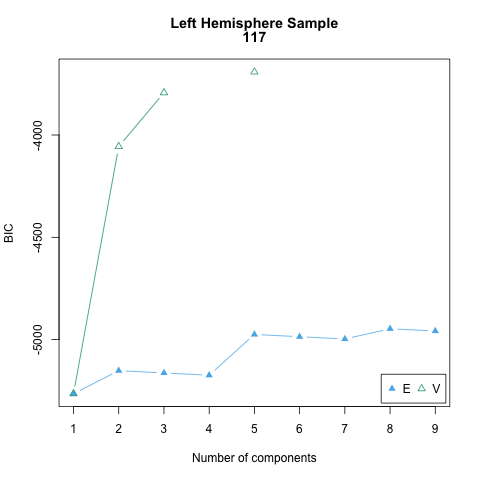 Left Hemisphere Sample
117
BIC
-4000
-4500
-5000
E V
1 2 3 4 5 6 7 8 9
Number of components